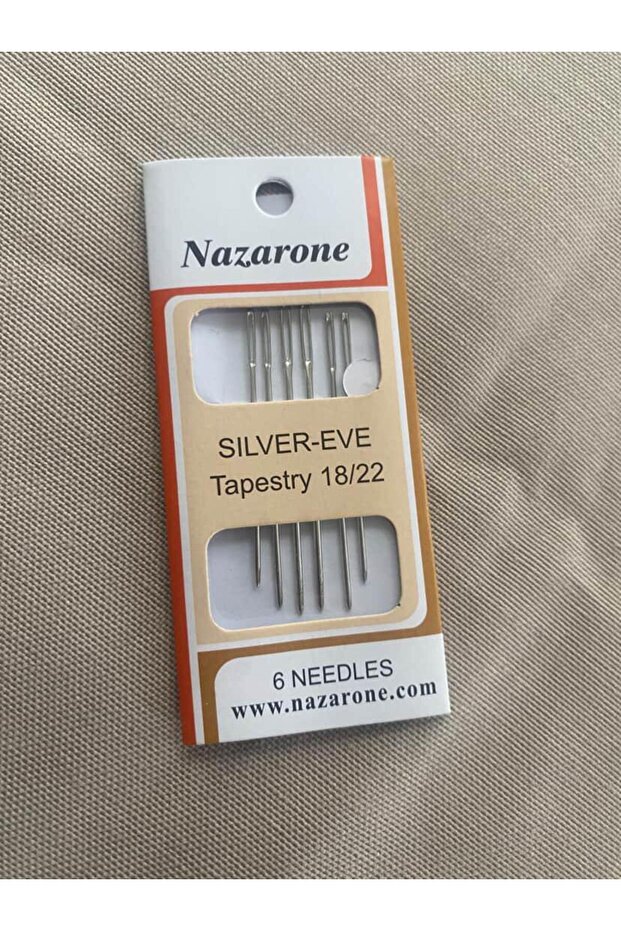 Nazarone
SILVER-EVE
Tapestry 18/22
6 NEEDLES
www.nazarone.com